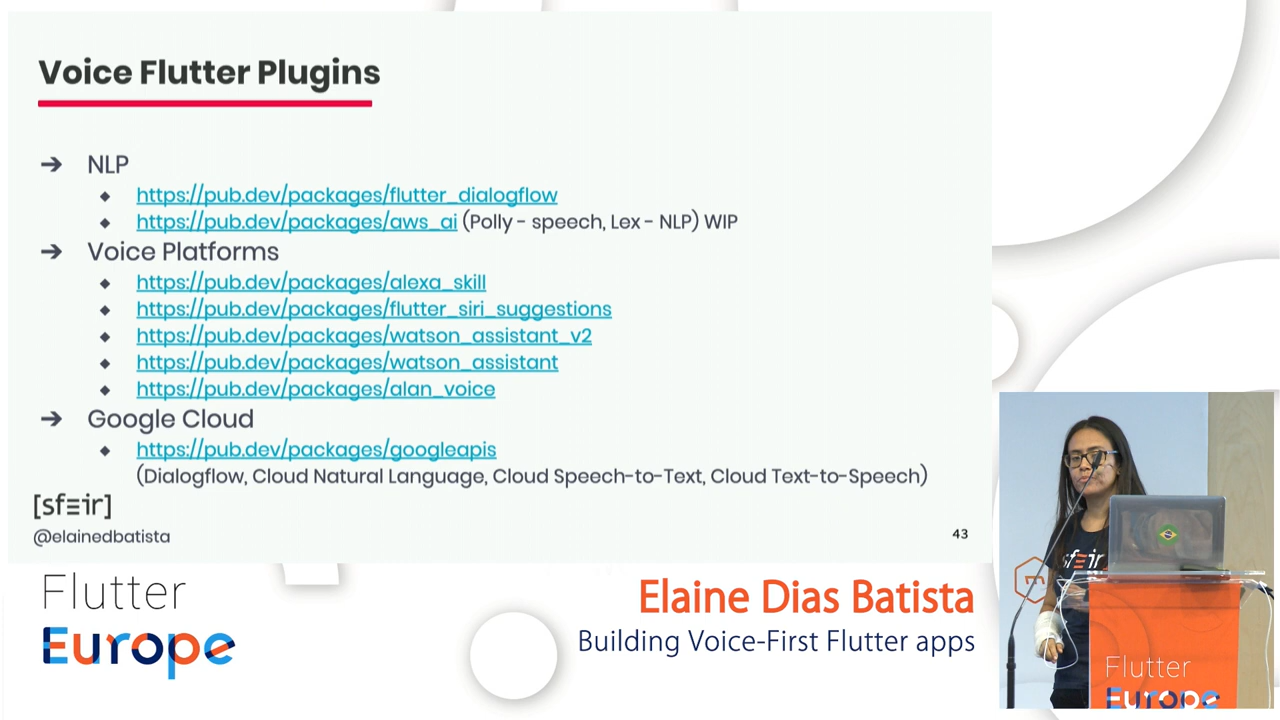 Voice Flutter Plugins
➔ NLP
◆ https://pub.dev/packages/flutter_dialogflow
◆ https://pub.dev/packages/aws_ai (Polly - speech, Lex - NLP) WIP
➔ Voice Platforms
◆ https://pub.dev/packages/alexa_skill
◆ https://pub.dev/packages/flutter_siri_suggestions
◆ https://pub.dev/packages/watson_assistant_v2
◆ https://pub.dev/packages/watson_assistant
◆ https://pub.dev/packages/alan_voice
➔ Google Cloud
◆ https://pub.dev/packages/googleapis
(Dialogflow, Cloud Natural Language, Cloud Speech-to-Text, Cloud Text-to-Speech)
[sfeir]
@elainedbatista
43
Flutter
Europe
Elaine Dias Batista
Building Voice-First Flutter apps
sfeir
Flutter
Europe